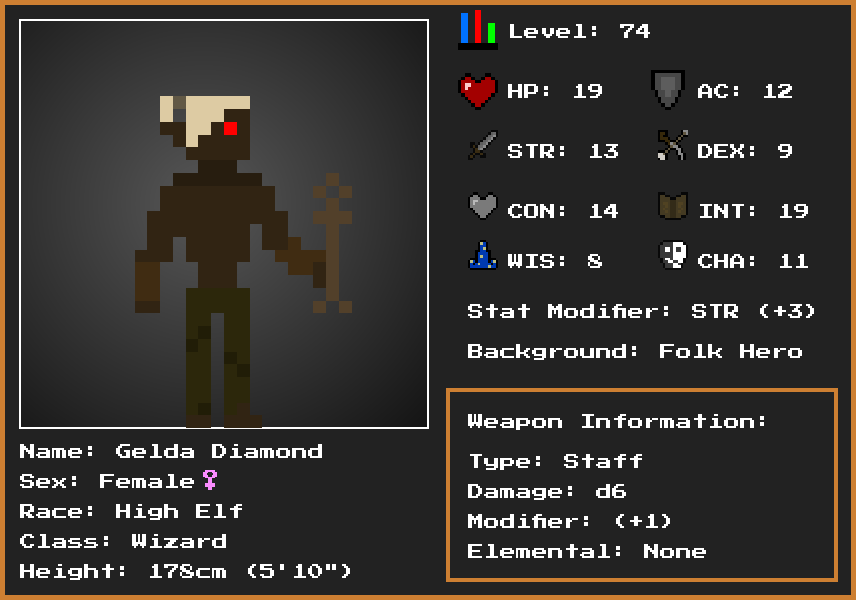 Level: 74
HP: 19
AC: 12
STR: 13
DEX: 9
CON: 14
INT: 19
WIS: 8
CHA: 11
Stat Modifier: STR (+3)
Background: Folk Hero
Weapon Information:
Type: Staff
Damage: d6
Modifier: (+1)
Elemental: None
Name: Gelda Diamond
Sex: Female♀
Race: High Elf
Class: Wizard
Height: 178cm (5'10")